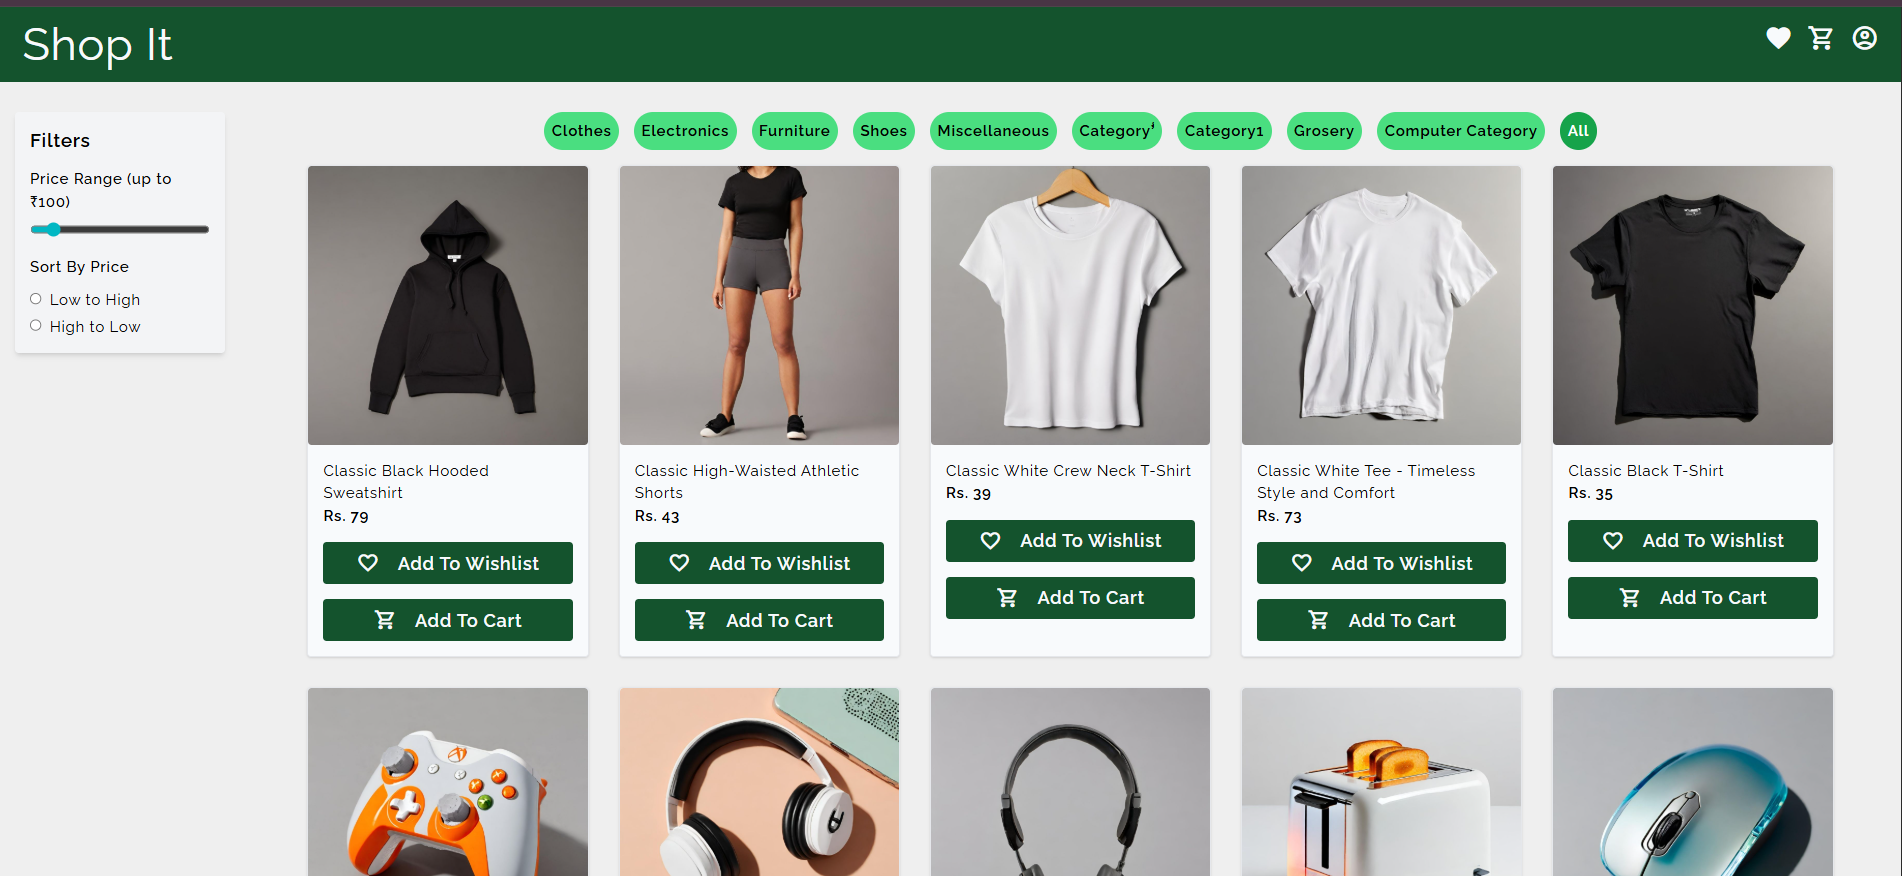 Shop It
Clothes
Electronics
Furniture
Shoes
Miscellaneous
Category
Category1
Grosery
Computer Category
All
Filters
Price Range (up to
₹100)
Sort By Price
Low to High
High to Low
Classic Black Hooded
Sweatshirt
Rs. 79
Add To Wishlist
Add To Cart
Classic High-Waisted Athletic
Shorts
Rs. 43
Add To Wishlist
Add To Cart
Classic White Crew Neck T-Shirt
Rs. 39
Add To Wishlist
Add To Cart
Classic White Tee - Timeless
Style and Comfort
Rs. 73
Add To Wishlist
Add To Cart
Classic Black T-Shirt
Rs. 35
Add To Wishlist
Add To Cart